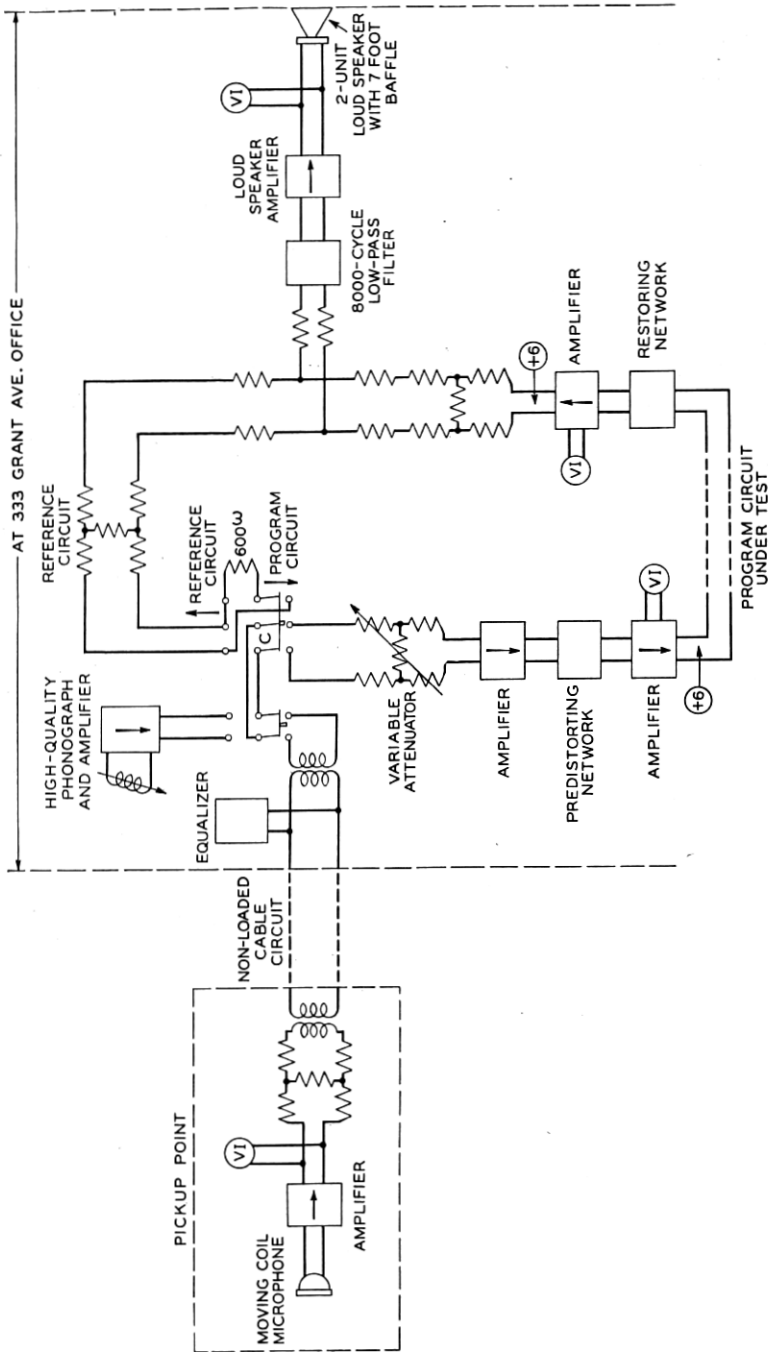 AT 333 GRANT AVE. OFFICE
PICKUP POINT
MOVING COIL
MICROPHONE
VI
AMPLIFIER
NON-LOADED
CABLE
CIRCUIT
EQUALIZER
HIGH-QUALITY
PHONOGRAPH
AND AMPLIFIER
REFERENCE
CIRCUIT
REFERENCE
CIRCUIT
600ω
C
PROGRAM
CIRCUIT
VARIABLE
ATTENUATOR
AMPLIFIER
PREDISTORTING
NETWORK
AMPLIFIER
VI
+6
PROGRAM CIRCUIT
UNDER TEST
RESTORING
NETWORK
AMPLIFIER
VI
+6
8000-CYCLE
LOW-PASS
FILTER
LOUD
SPEAKER
AMPLIFIER
VI
2-UNIT
LOUD SPEAKER
WITH 7 FOOT
BAFFLE